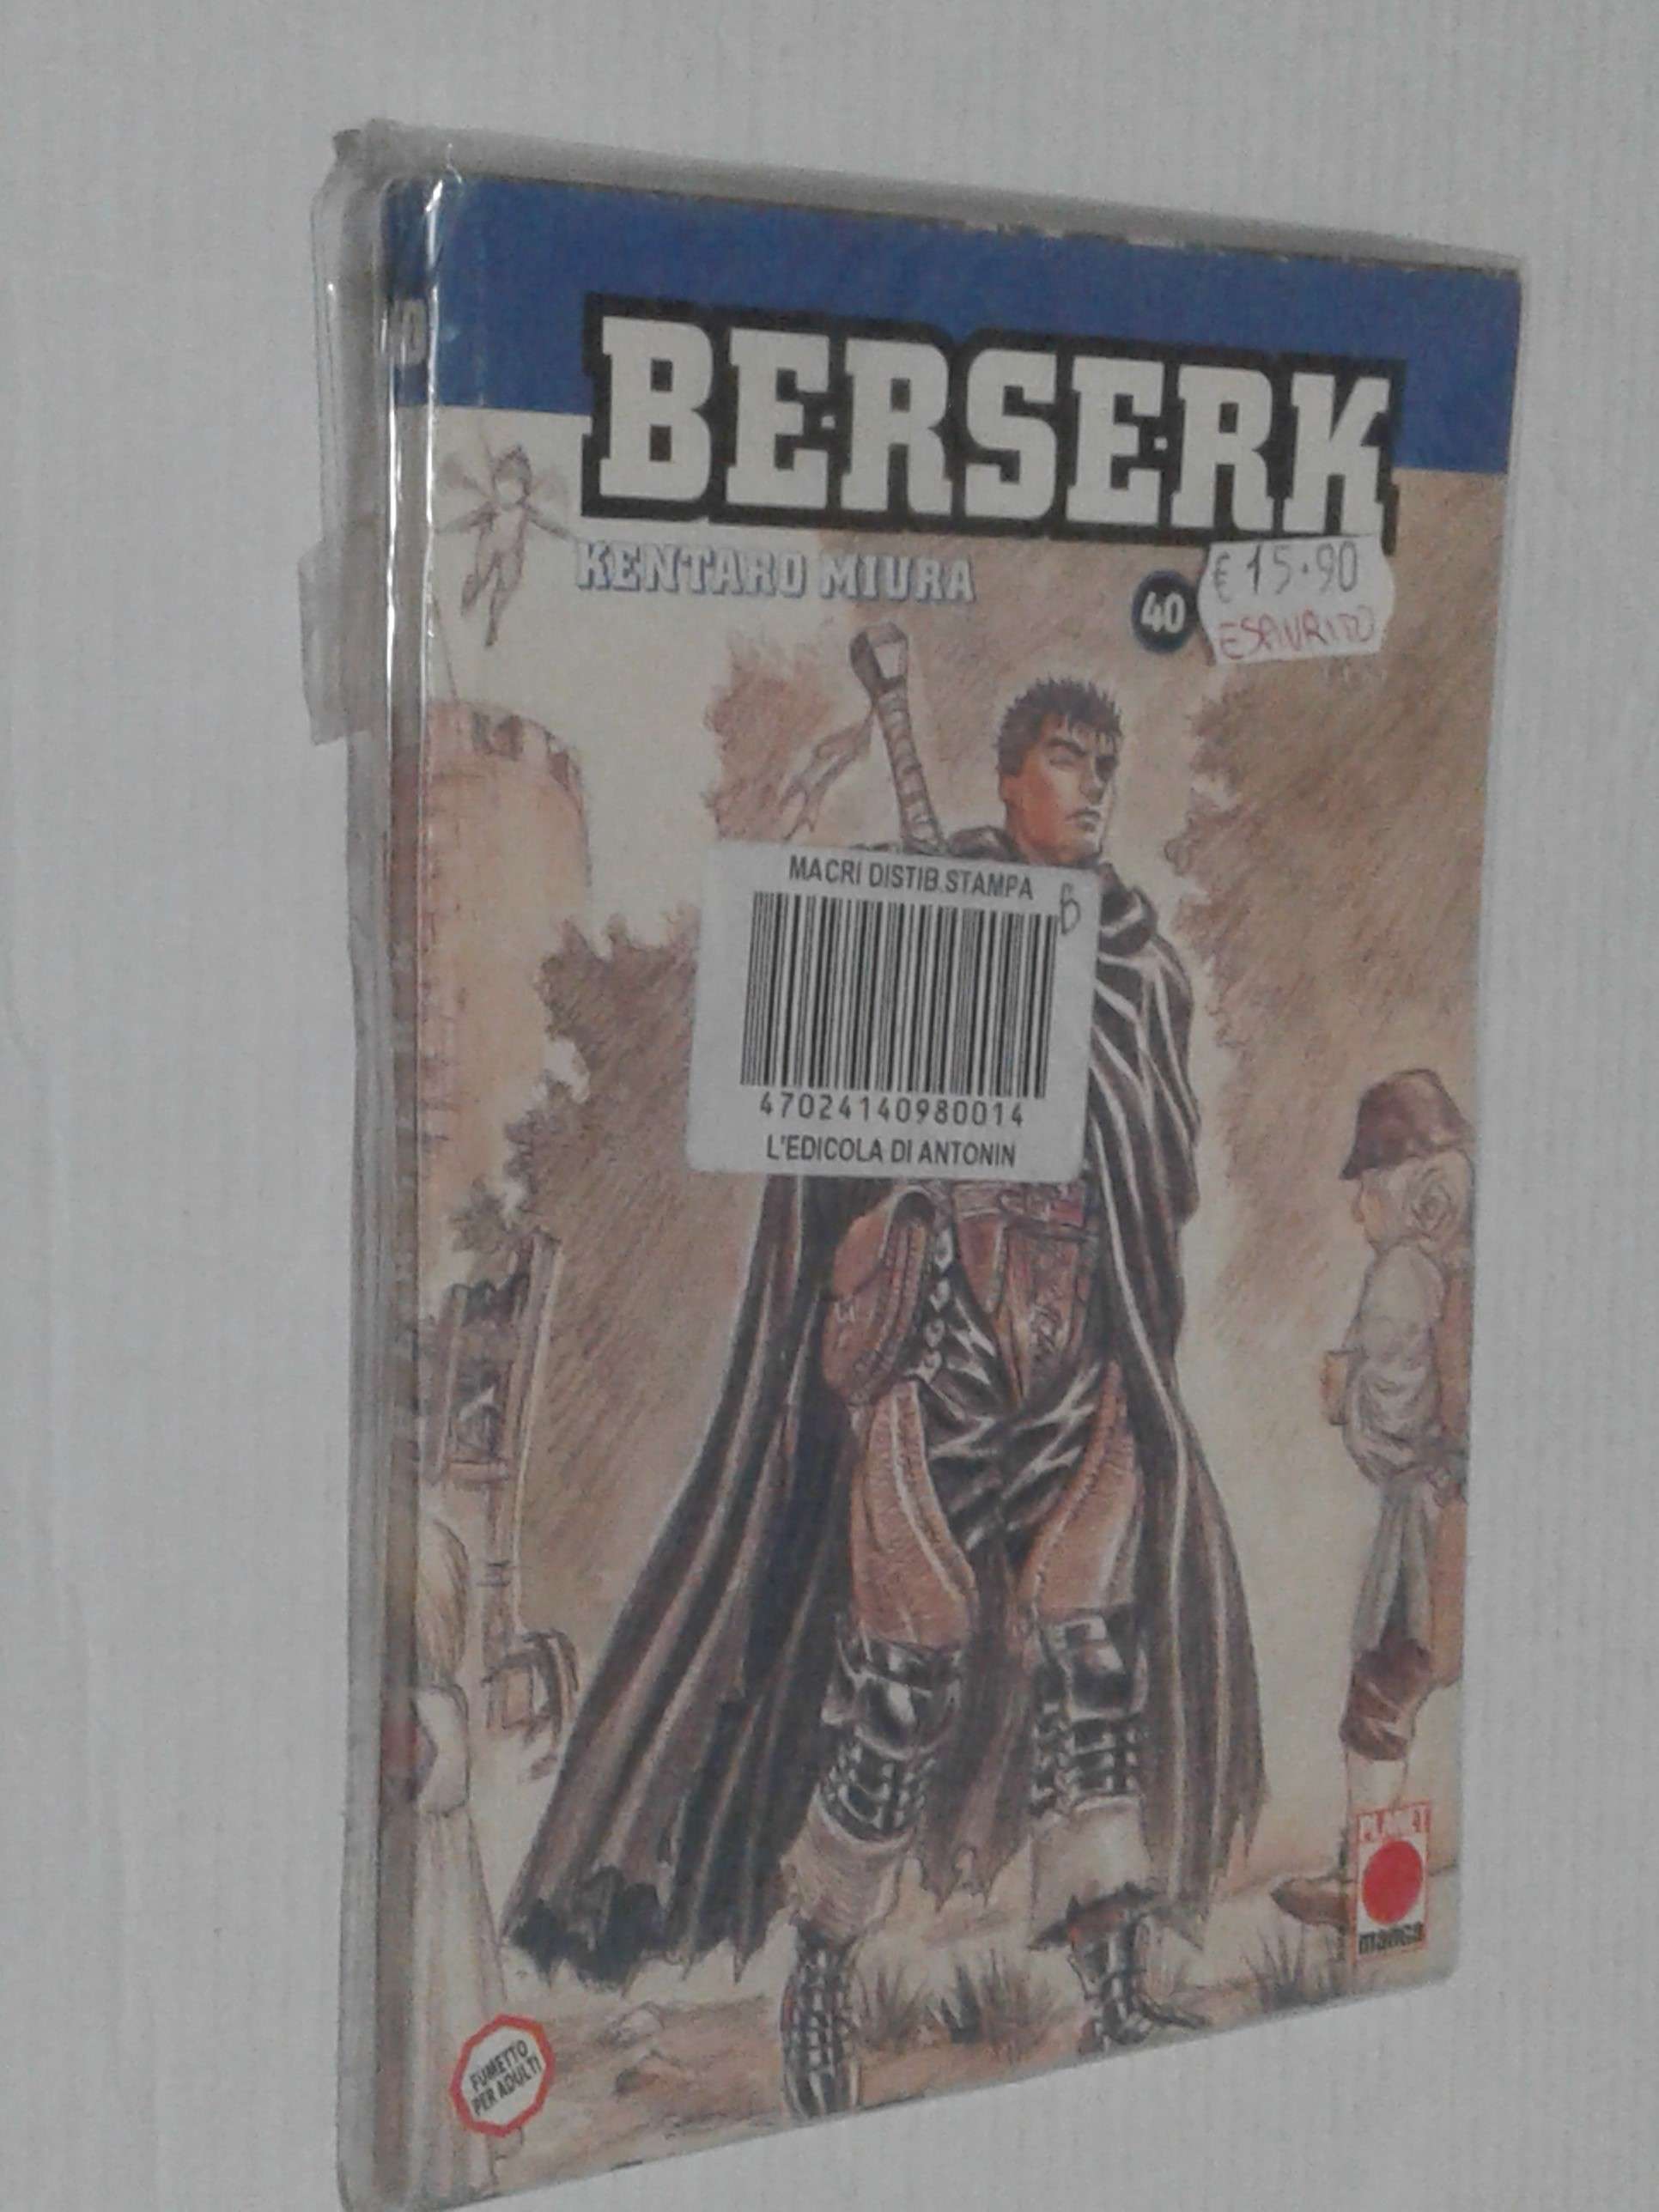 BERSERK
KENTARO MIURA
40
€ 15.90
ESAURITO
MACRI DISTIB.STAMPA
6
47024140980014
L'EDICOLA DI ANTONIN
PLANET
manga
FUMETTO
PER ADULTI